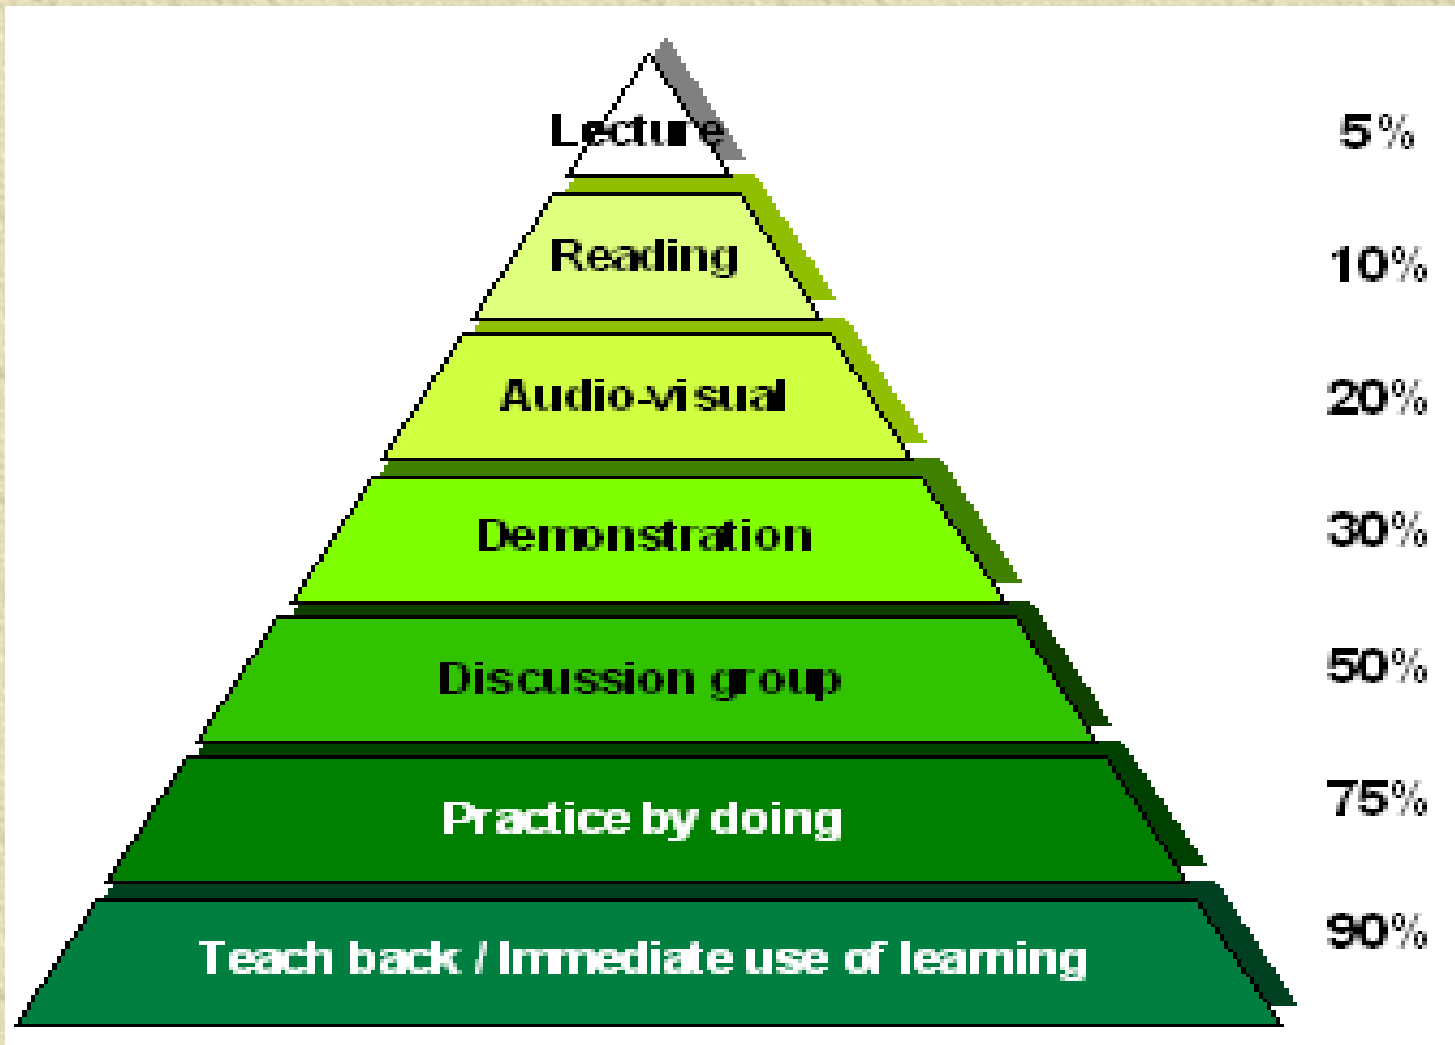 Lecture 5%
Reading 10%
Audio-visual 20%
Demonstration 30%
Discussion group 50%
Practice by doing 75%
Teach back / Immediate use of learning 90%